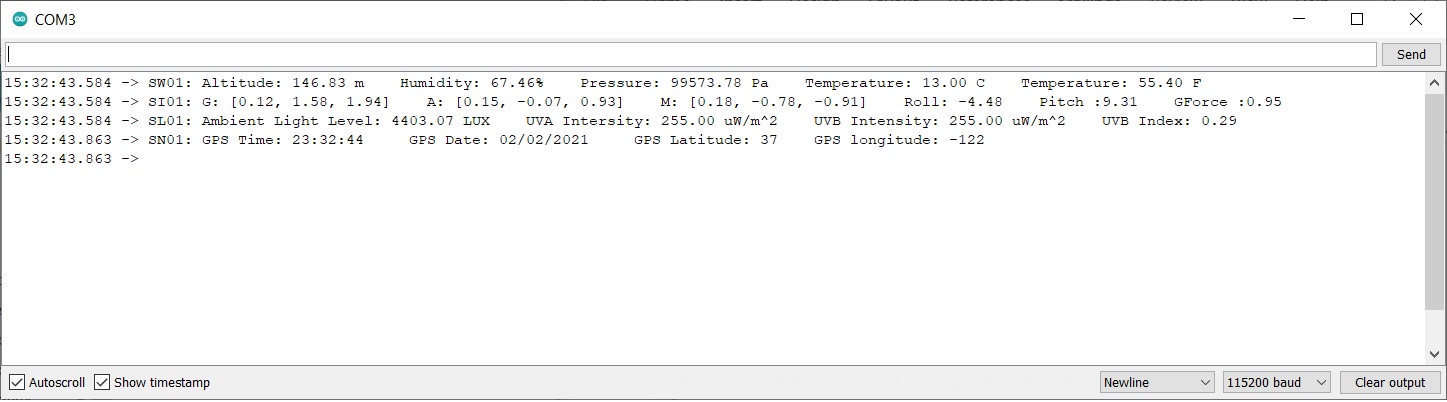 COM3
Send
15:32:43.584 -> SW01: Altitude: 146.83 m    Humidity: 67.46%    Pressure: 99573.78 Pa    Temperature: 13.00 C    Temperature: 55.40 F
15:32:43.584 -> SI01: G: [0.12, 1.58, 1.94]    A: [0.15, -0.07, 0.93]    M: [0.18, -0.78, -0.91]    Roll: -4.48    Pitch :9.31    GForce :0.95
15:32:43.584 -> SL01: Ambient Light Level: 4403.07 LUX    UVA Intersity: 255.00 uW/m^2    UVB Intensity: 255.00 uW/m^2    UVB Index: 0.29
15:32:43.863 -> SN01: GPS Time: 23:32:44     GPS Date: 02/02/2021     GPS Latitude: 37    GPS longitude: -122
15:32:43.863 ->
Autoscroll Show timestamp Newline 115200 baud Clear output